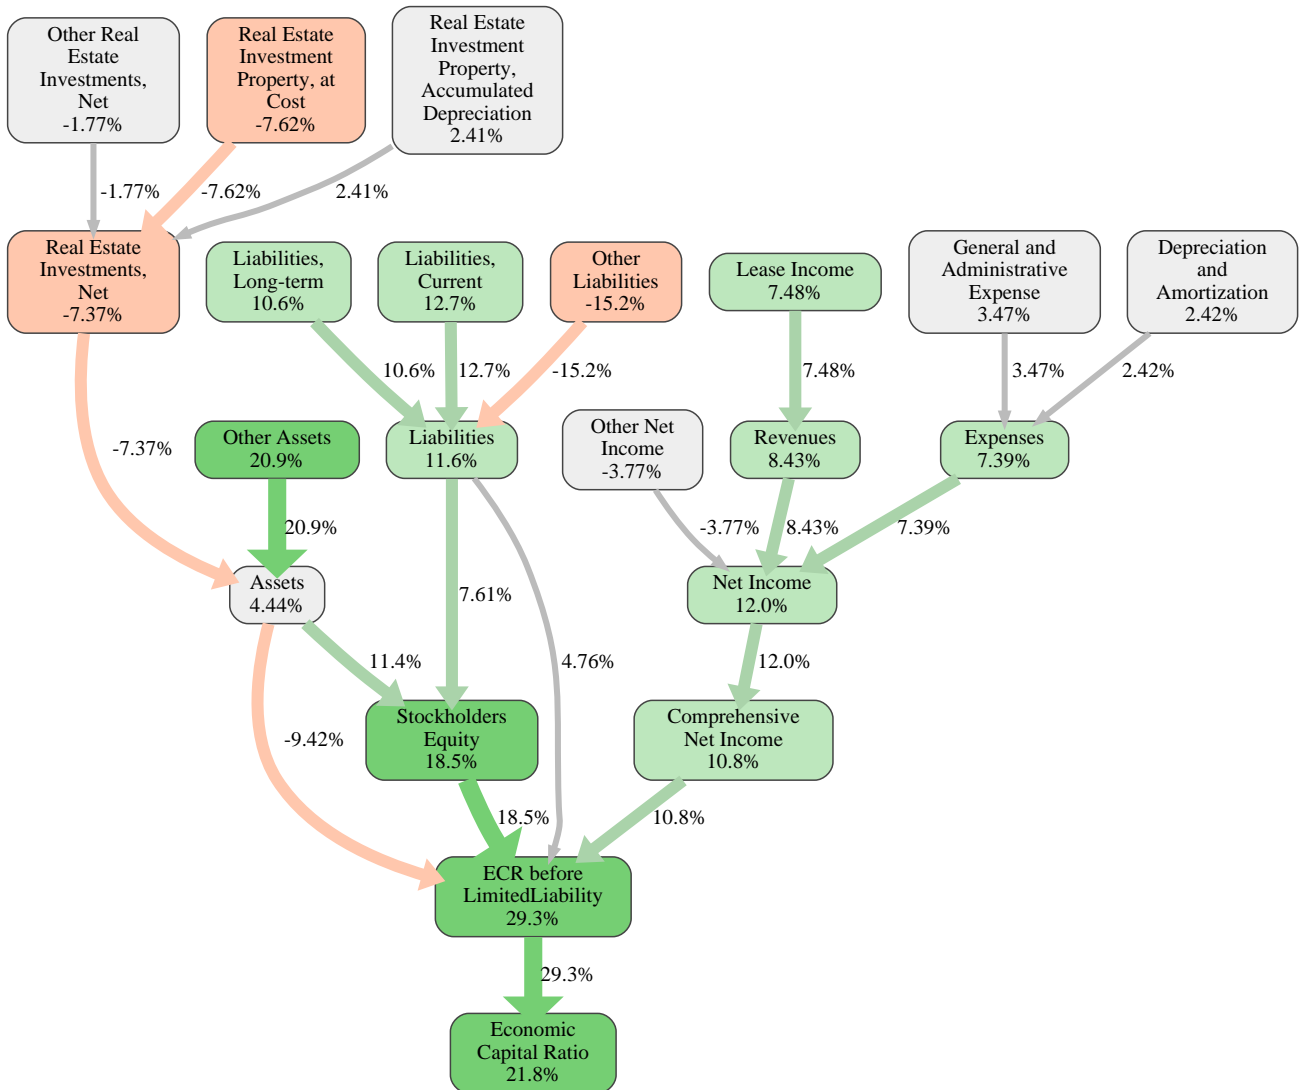 Other Real
Estate
Investments,
Net
-1.77%
Real Estate
Investment
Property, at
Cost
-7.62%
Real Estate
Investment
Property,
Accumulated
Depreciation
2.41%
-1.77%
-7.62%
2.41%
Real Estate
Investments,
Net
-7.37%
Liabilities,
Long-term
10.6%
Liabilities,
Current
12.7%
Other
Liabilities
-15.2%
Lease Income
7.48%
General and
Administrative
Expense
3.47%
Depreciation
and
Amortization
2.42%
10.6%
12.7%
-15.2%
7.48%
3.47%
2.42%
-7.37%
Other Assets
20.9%
Liabilities
11.6%
Other Net
Income
-3.77%
Revenues
8.43%
Expenses
7.39%
20.9%
-3.77%
8.43%
7.39%
Assets
4.44%
7.61%
Net Income
12.0%
11.4%
4.76%
12.0%
-9.42%
Stockholders
Equity
18.5%
Comprehensive
Net Income
10.8%
18.5%
10.8%
ECR before
LimitedLiability
29.3%
29.3%
Economic
Capital Ratio
21.8%